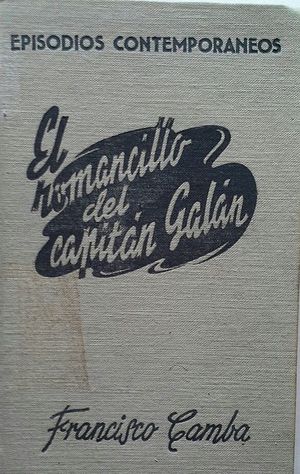 EPISODIOS CONTEMPORANEOS
El
romancillo
del
capitán Galán
Francisco Camba